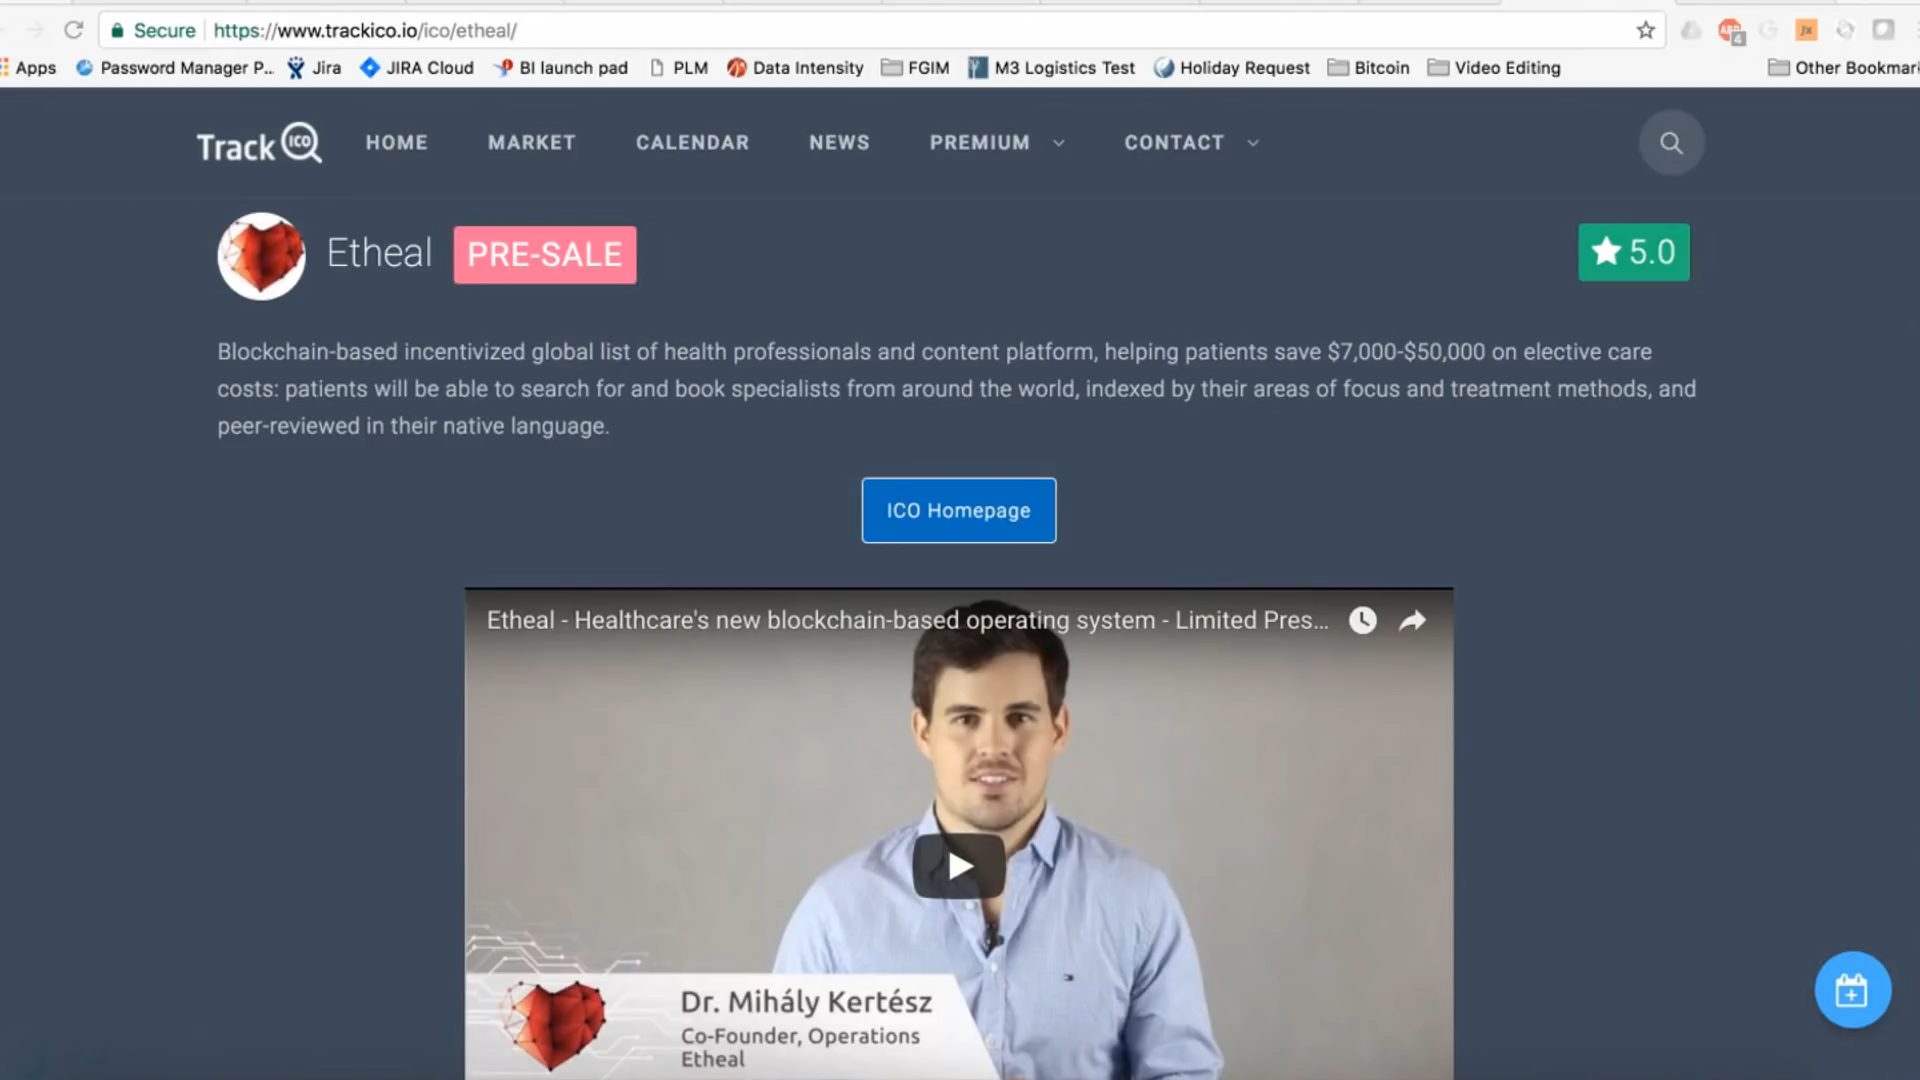 Secure https://www.trackico.io/ico/etheal/
ABP 4 Jx
Apps Password Manager P... Jira JIRA Cloud BI launch pad PLM Data Intensity FGIM M3 Logistics Test Holiday Request Bitcoin Video Editing Other Bookmar
Track ICO HOME MARKET CALENDAR NEWS PREMIUM CONTACT
Etheal PRE-SALE 5.0
Blockchain-based incentivized global list of health professionals and content platform, helping patients save $7,000-$50,000 on elective care
costs: patients will be able to search for and book specialists from around the world, indexed by their areas of focus and treatment methods, and
peer-reviewed in their native language.
ICO Homepage
Etheal - Healthcare's new blockchain-based operating system - Limited Pres...
Dr. Mihály Kertész
Co-Founder, Operations
Etheal